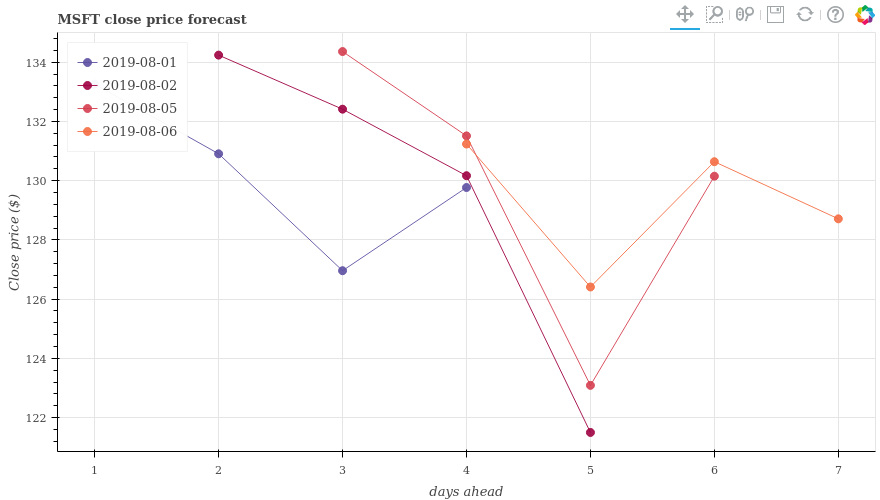 MSFT close price forecast
2019-08-01
2019-08-02
2019-08-05
2019-08-06
Close price ($)
134
132
130
128
126
124
122
1 2 3 4 5 6 7
days ahead